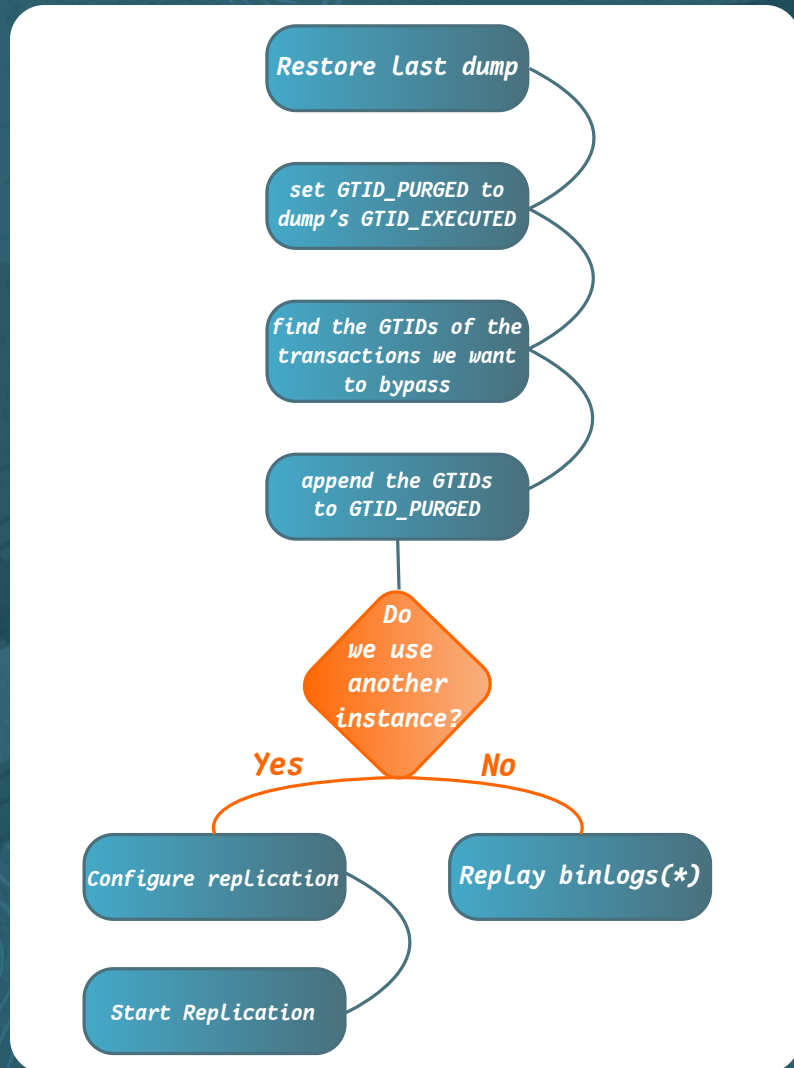 Restore last dump
set GTID_PURGED to
dump's GTID_EXECUTED
find the GTIDs of the
transactions we want
to bypass
append the GTIDs
to GTID_PURGED
Do
we use
another
instance?
Yes
No
Configure replication
Replay binlogs(*)
Start Replication